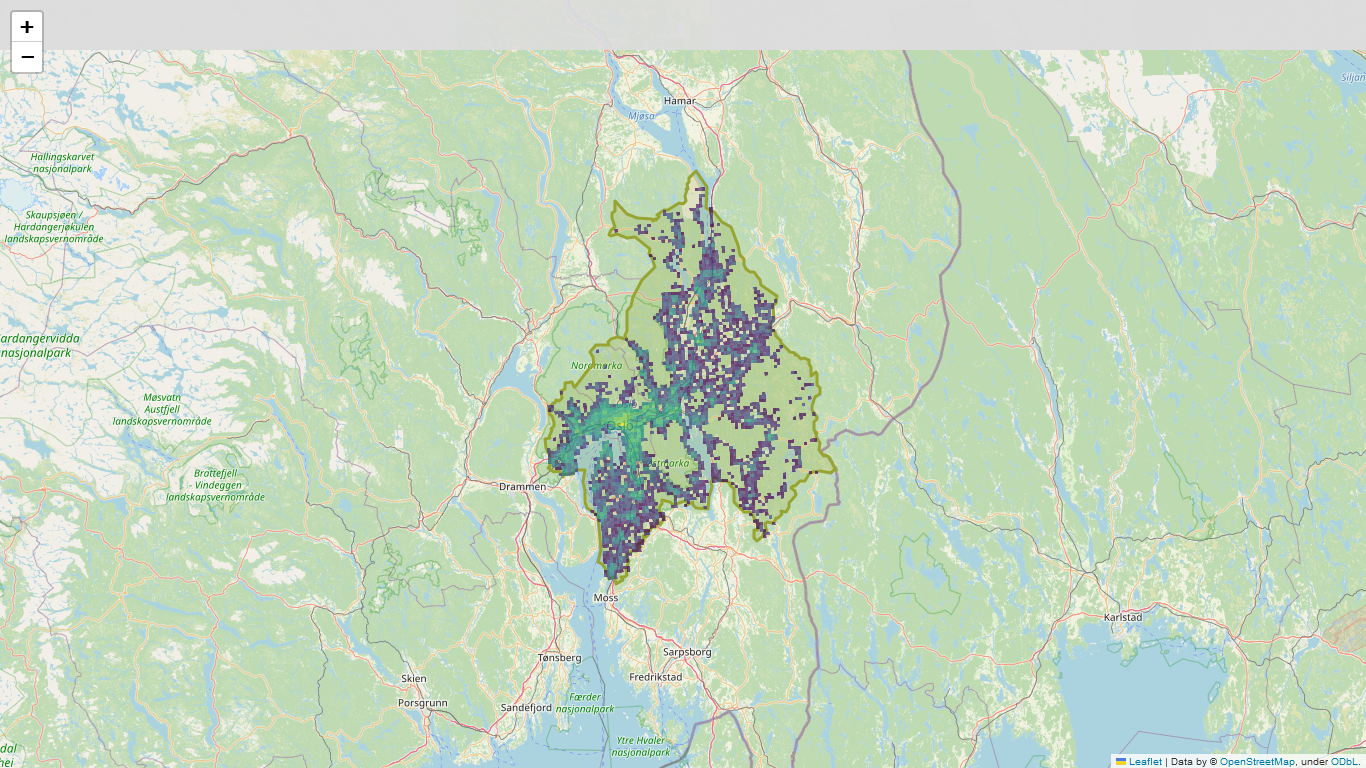 +
−
Hamar
Mjøsa
Siljan
Hallingskarvet
nasjonalpark
Skaupsjøen /
Hardangerjøkulen
landskapsvernområde
ardangervidda
nasjonalpark
Nordmarka
Møsvatn
Austfjell
landskapsvernområde
Oslo
Østmarka
Brattefjell
- Vindeggen
landskapsvernområde
Drammen
Moss
Karlstad
Sarpsborg
Tønsberg
Fredrikstad
Skien
Porsgrunn
Færder
nasjonalpark
Sandefjord
Ytre Hvaler
nasjonalpark
dal
hei
Leaflet | Data by © OpenStreetMap, under ODbL.